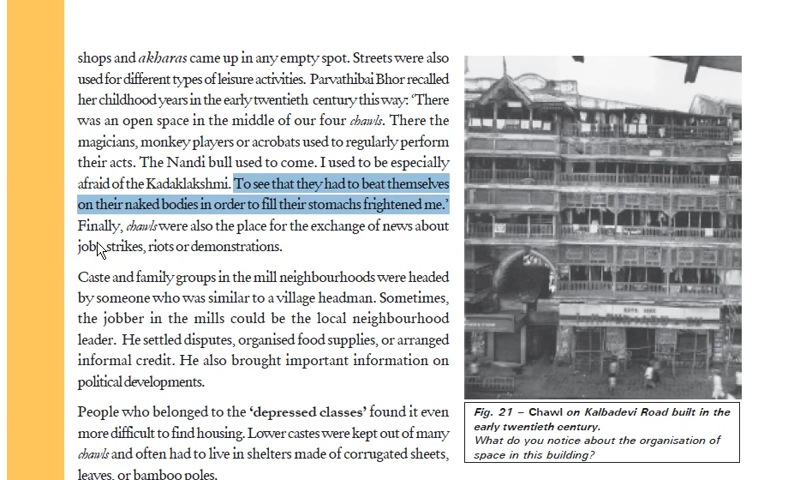 shops and akharas came up in any empty spot. Streets were also
used for different types of leisure activities. Parvathibai Bhor recalled
her childhood years in the early twentieth century this way: 'There
was an open space in the middle of our four chawls. There the
magicians, monkey players or acrobats used to regularly perform
their acts. The Nandi bull used to come. I used to be especially
afraid of the Kadaklakshmi. To see that they had to beat themselves
on their naked bodies in order to fill their stomachs frightened me.'
Finally, chawls were also the place for the exchange of news about
jobs, strikes, riots or demonstrations.
Caste and family groups in the mill neighbourhoods were headed
by someone who was similar to a village headman. Sometimes,
the jobber in the mills could be the local neighbourhood
leader. He settled disputes, organised food supplies, or arranged
informal credit. He also brought important information on
political developments.
People who belonged to the 'depressed classes' found it even
more difficult to find housing. Lower castes were kept out of many
chawls and often had to live in shelters made of corrugated sheets,
leaves, or bamboo poles.
Fig. 21 – Chawl on Kalbadevi Road built in the
early twentieth century.
What do you notice about the organisation of
space in this building?